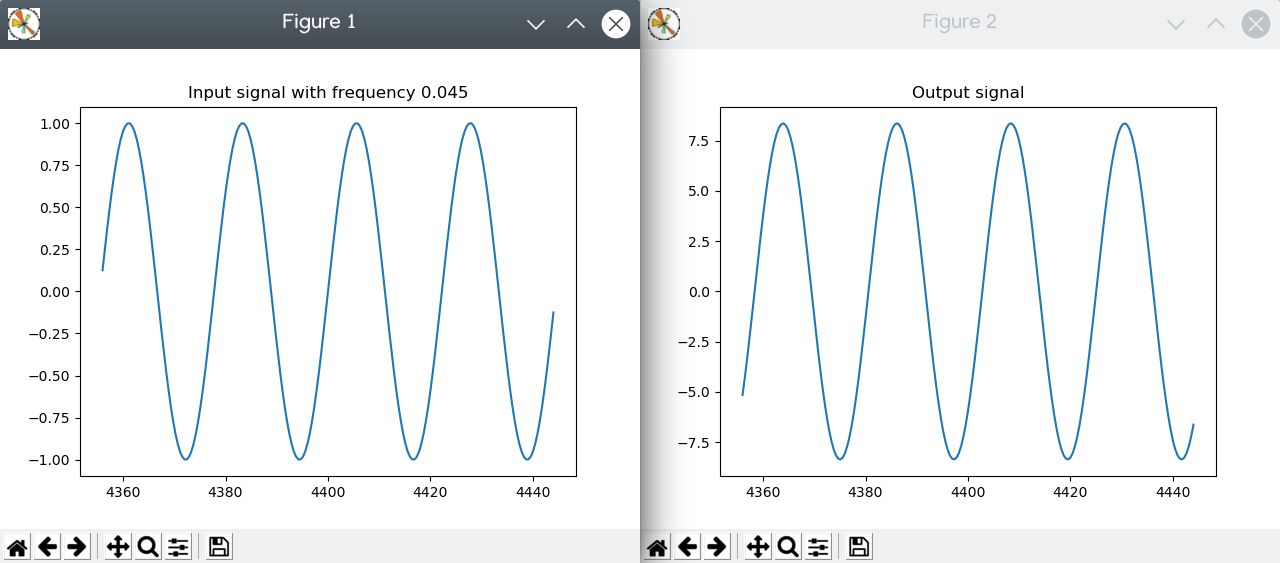 Figure 1
Input signal with frequency 0.045
1.00
0.75
0.50
0.25
0.00
−0.25
−0.50
−0.75
−1.00
4360 4380 4400 4420 4440
Figure 2
Output signal
7.5
5.0
2.5
0.0
−2.5
−5.0
−7.5
4360 4380 4400 4420 4440